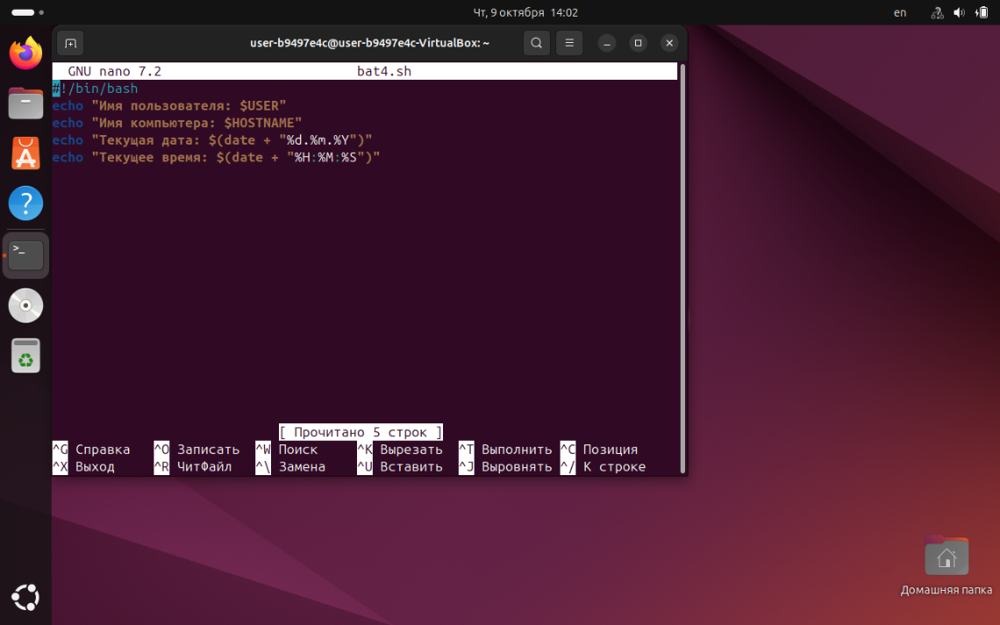 Чт, 9 октября 14:02
en
user-b9497e4c@user-b9497e4c-VirtualBox: ~
GNU nano 7.2 bat4.sh
#!/bin/bash
echo "Имя пользователя: $USER"
echo "Имя компьютера: $HOSTNAME"
echo "Текущая дата: $(date + "%d.%m.%Y")"
echo "Текущее время: $(date + "%H:%M:%S")"
[ Прочитано 5 строк ]
^G Справка ^O Записать ^W Поиск ^K Вырезать ^T Выполнить ^C Позиция
^X Выход ^R ЧитФайл ^\ Замена ^U Вставить ^J Выровнять ^/ К строке
Домашняя папка